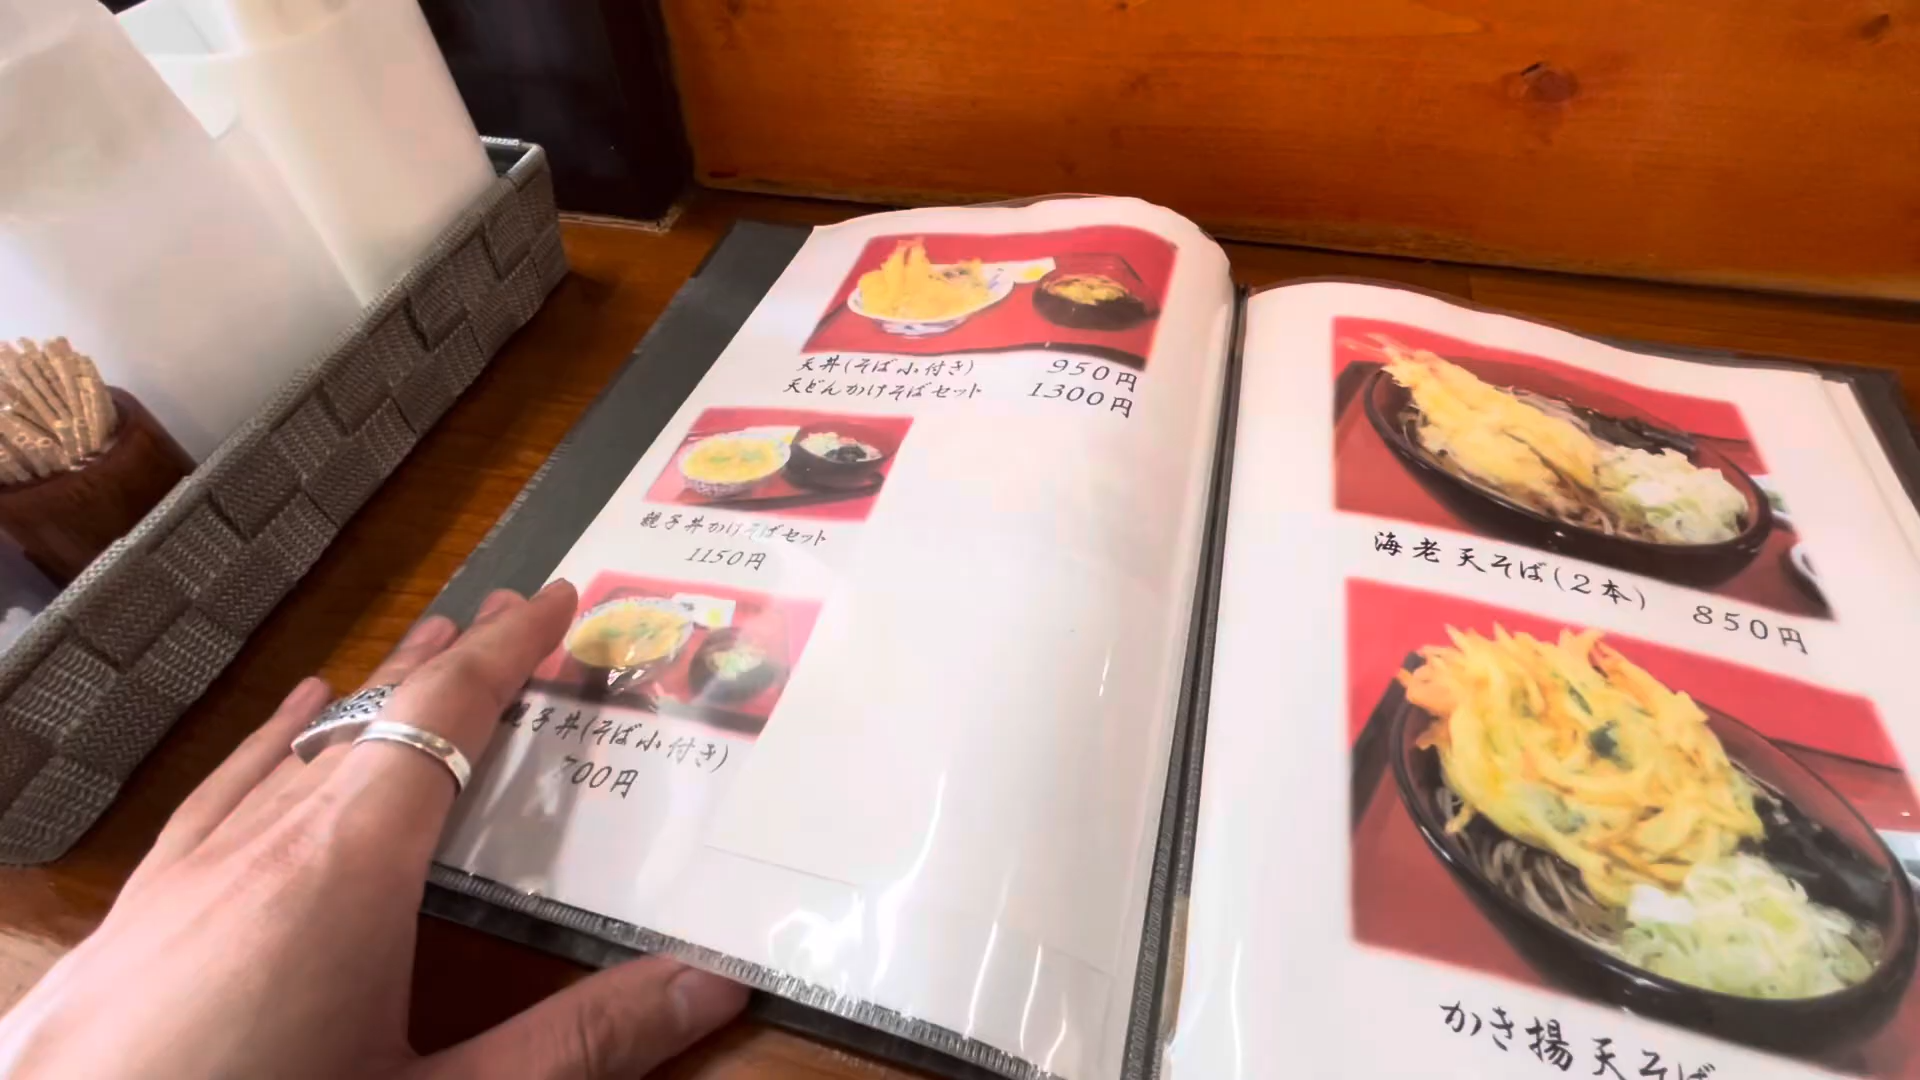 天丼(そば小付き) 950円
天どんかけそばセット 1300円
親子丼かけそばセット
1150円
親子丼(そば小付き)
700円
海老天そば(2本) 850円
かき揚天そば